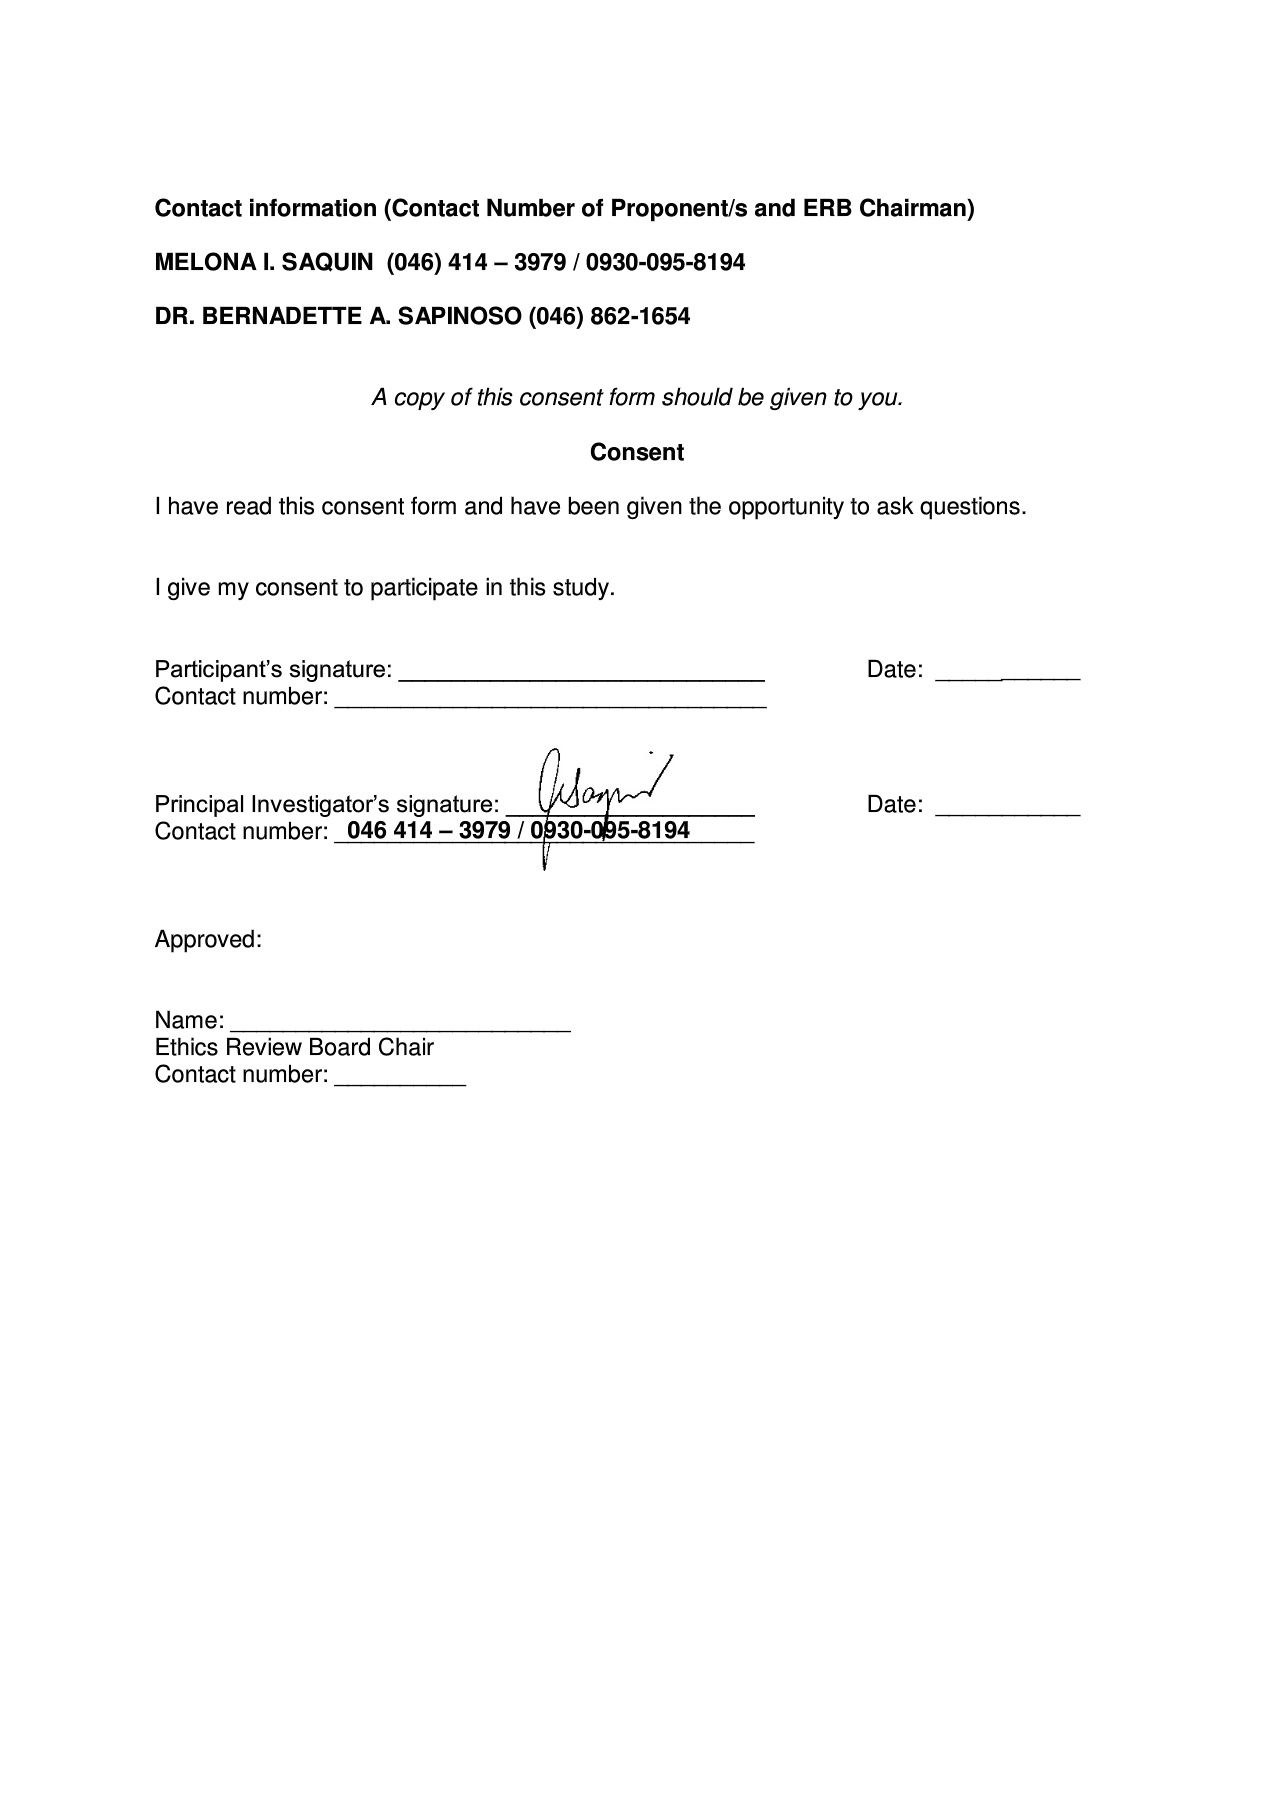 Contact information (Contact Number of Proponent/s and ERB Chairman)
MELONA I. SAQUIN (046) 414 – 3979 / 0930-095-8194
DR. BERNADETTE A. SAPINOSO (046) 862-1654
A copy of this consent form should be given to you.
Consent
I have read this consent form and have been given the opportunity to ask questions.
I give my consent to participate in this study.
Participant’s signature: ____________________________ Date: ___________
Contact number: _________________________________
Principal Investigator’s signature: ___________________ Date: ___________
Contact number: 046 414 – 3979 / 0930-095-8194
Approved:
Name: __________________________
Ethics Review Board Chair
Contact number: __________